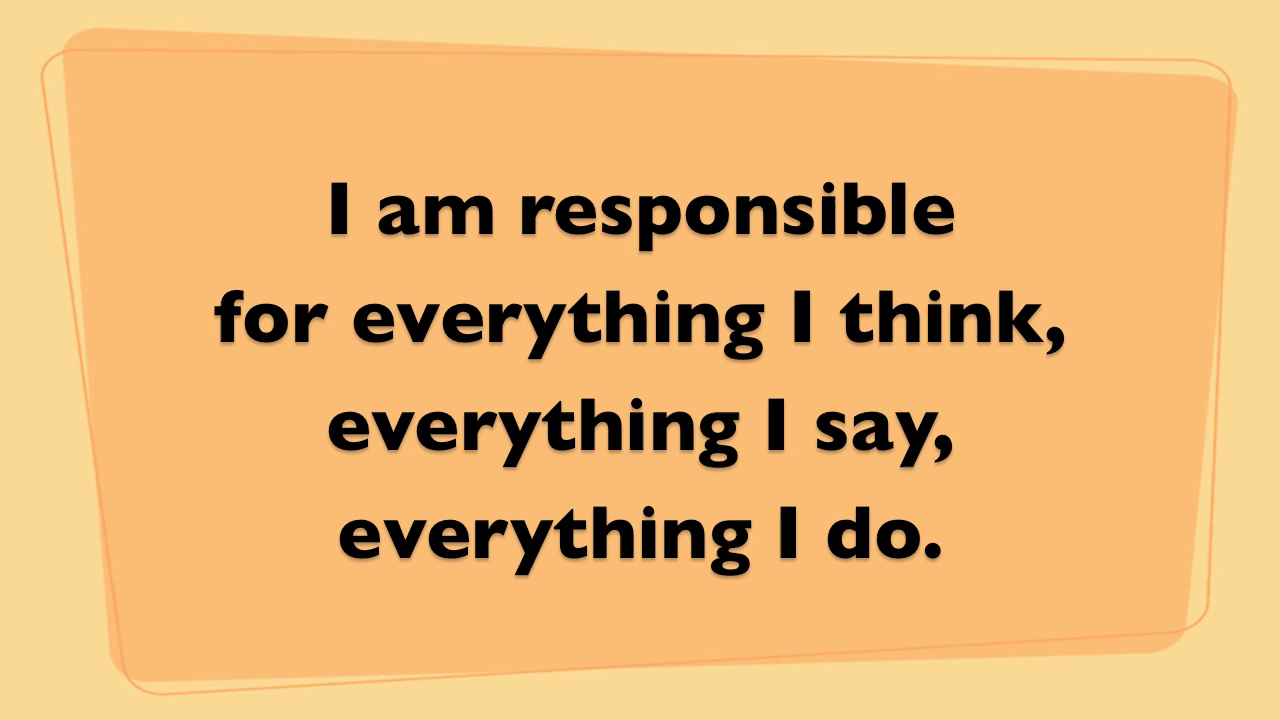 I am responsible
for everything I think,
everything I say,
everything I do.